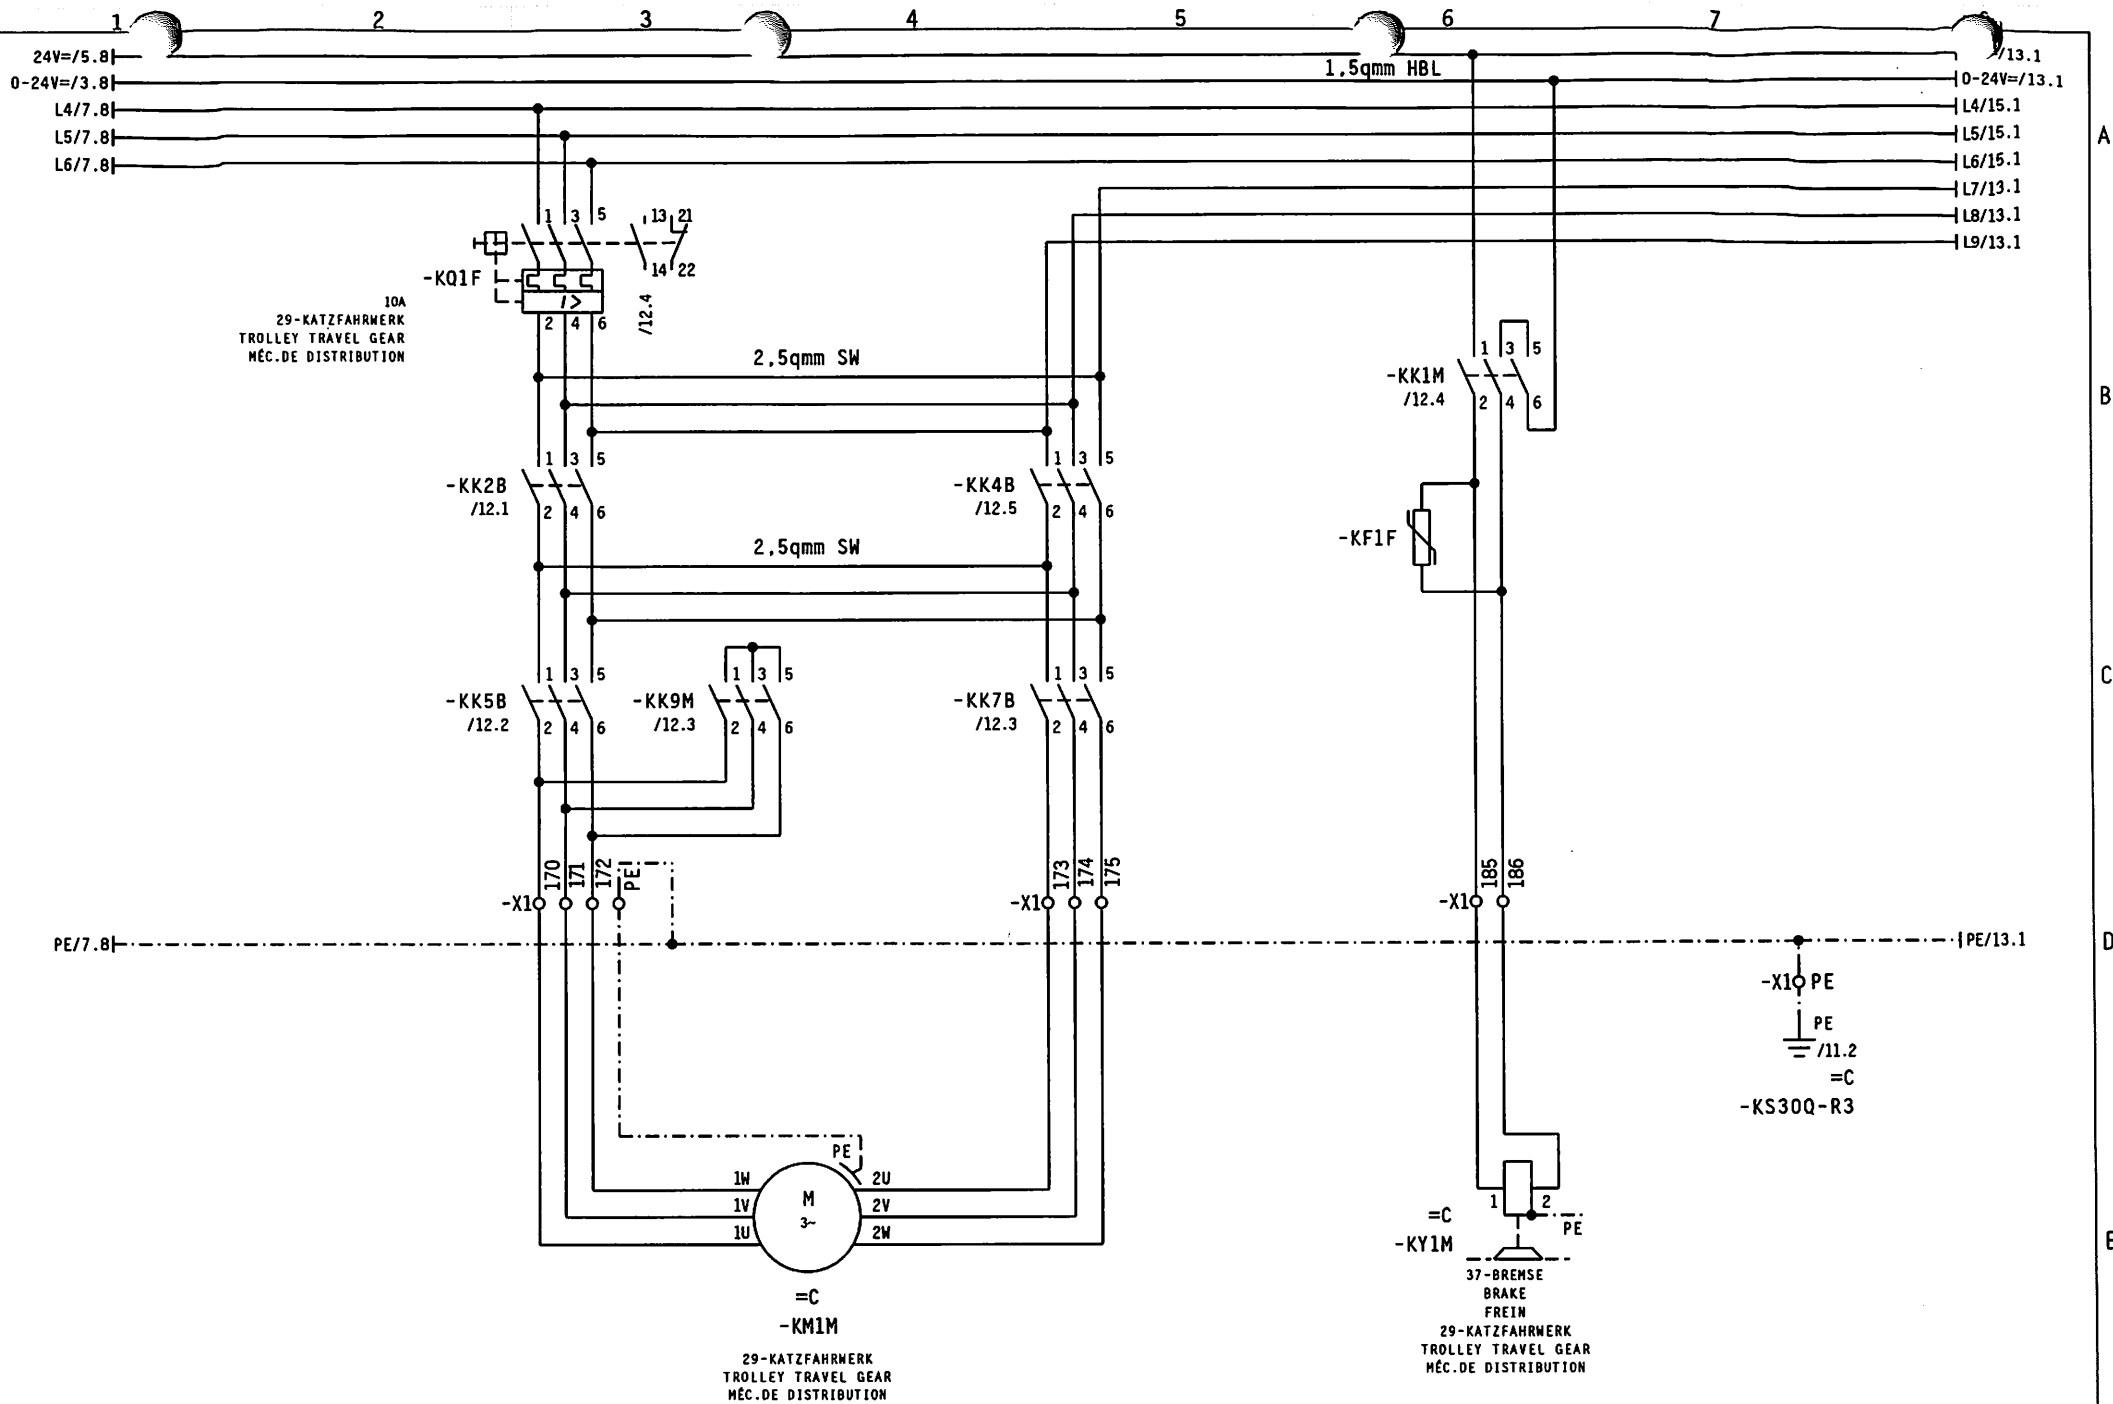 1 2 3 4 5 6 7
24V=/5.8 /13.1
1,5qmm HBL
0-24V=/3.8 0-24V=/13.1
L4/7.8 L4/15.1
L5/7.8 L5/15.1
L6/7.8 L6/15.1
L7/13.1
L8/13.1
L9/13.1
A
1 3 5 13 21
14 22
-KQ1F
I>
2 4 6 /12.4
10A
29-KATZFAHRWERK
TROLLEY TRAVEL GEAR
MÉC.DE DISTRIBUTION
2,5qmm SW
1 3 5
-KK1M
/12.4
2 4 6
B
1 3 5
-KK2B
/12.1
2 4 6
1 3 5
-KK4B
/12.5
2 4 6
-KF1F
2,5qmm SW
1 3 5
-KK5B
/12.2
2 4 6
1 3 5
-KK9M
/12.3
2 4 6
1 3 5
-KK7B
/12.3
2 4 6
C
170 171 172 PE
-X1
173 174 175
-X1
185 186
-X1
PE/7.8 PE/13.1
D
-X1 PE
PE
/11.2
=C
-KS30Q-R3
PE
1W 2U
1V 2V
1U 2W
M
3~
=C
-KM1M
29-KATZFAHRWERK
TROLLEY TRAVEL GEAR
MÉC.DE DISTRIBUTION
1 2
PE
=C
-KY1M
37-BREMSE
BRAKE
FREIN
29-KATZFAHRWERK
TROLLEY TRAVEL GEAR
MÉC.DE DISTRIBUTION
E